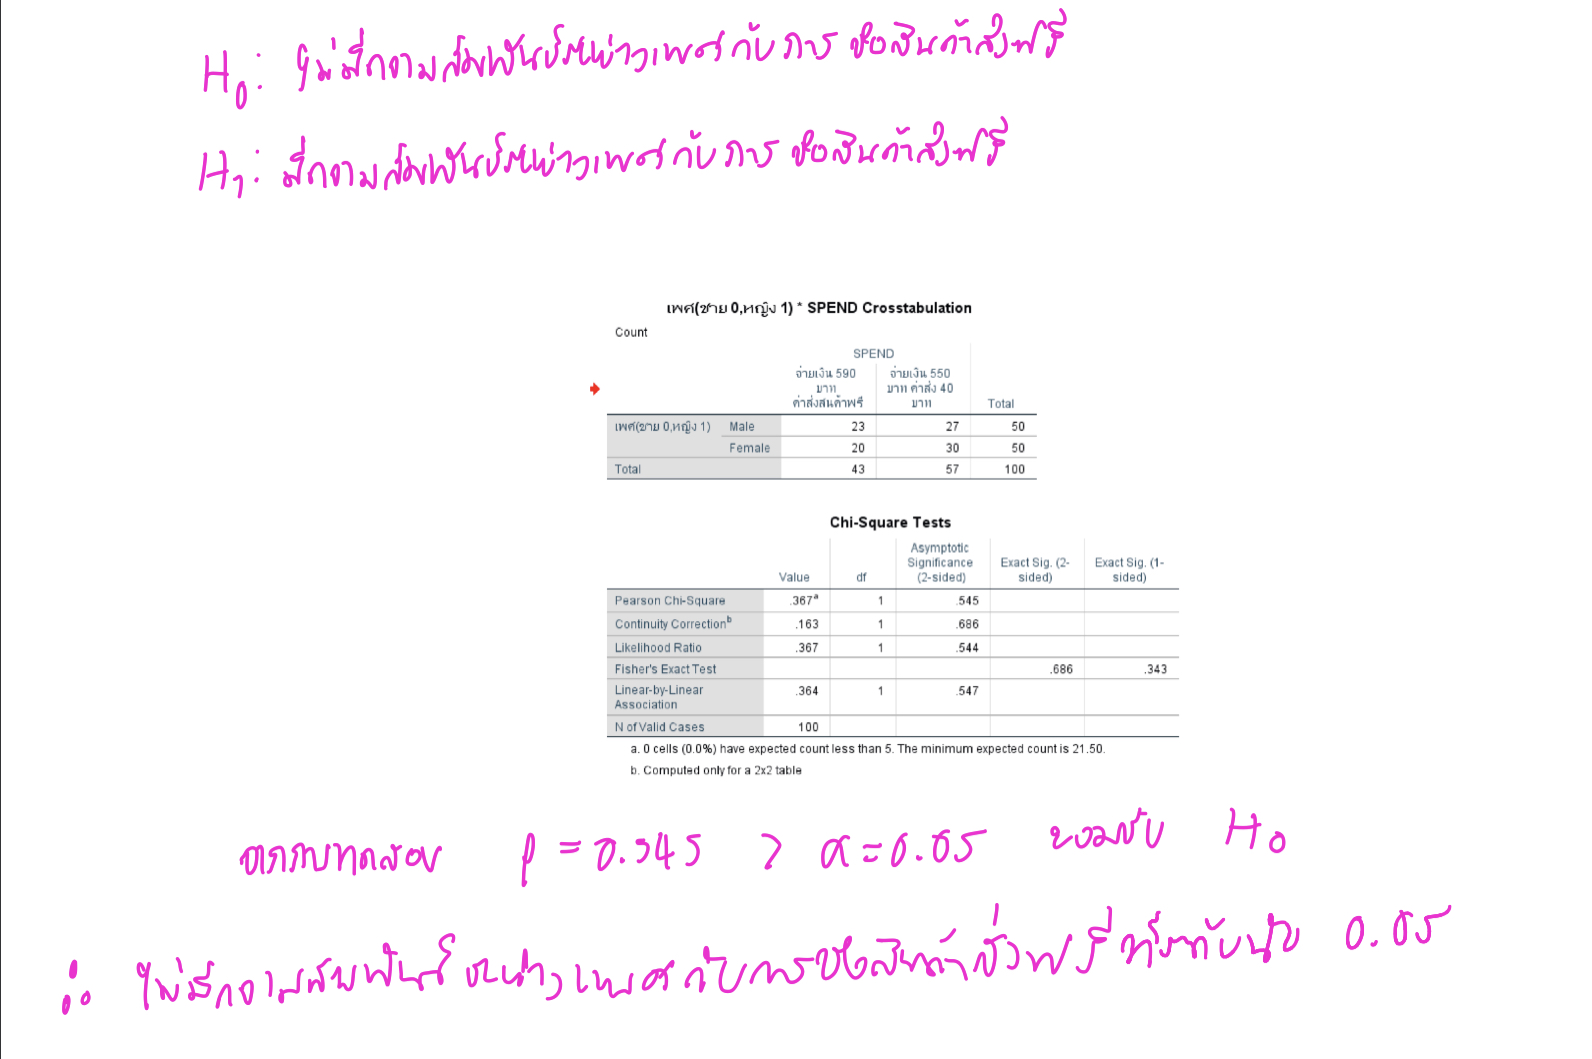 H₀: ไม่มีความสัมพันธ์ระหว่างเพศกับการ ซื้อสินค้าส่งฟรี
H₁: มีความสัมพันธ์ระหว่างเพศกับการ ซื้อสินค้าส่งฟรี
เพศ(ชาย 0,หญิง 1) * SPEND Crosstabulation
Count
SPEND
จ่ายเงิน 590 บาท ค่าส่งสนค้าฟรี จ่ายเงิน 550 บาท ค่าส่ง 40 บาท Total
เพศ(ชาย 0,หญิง 1) Male 23 27 50
Female 20 30 50
Total 43 57 100
Chi-Square Tests
Value df Asymptotic Significance (2-sided) Exact Sig. (2-sided) Exact Sig. (1-sided)
Pearson Chi-Square .367ᵃ 1 .545
Continuity Correctionᵇ .163 1 .686
Likelihood Ratio .367 1 .544
Fisher's Exact Test .686 .343
Linear-by-Linear Association .364 1 .547
N of Valid Cases 100
a. 0 cells (0.0%) have expected count less than 5. The minimum expected count is 21.50.
b. Computed only for a 2x2 table
จากการทดสอบ p = 0.545 > α = 0.05 ยอมรับ H₀
∴ ไม่มีความสัมพันธ์ระหว่างเพศกับการซื้อสินค้าส่งฟรีที่ระดับนัย 0.05